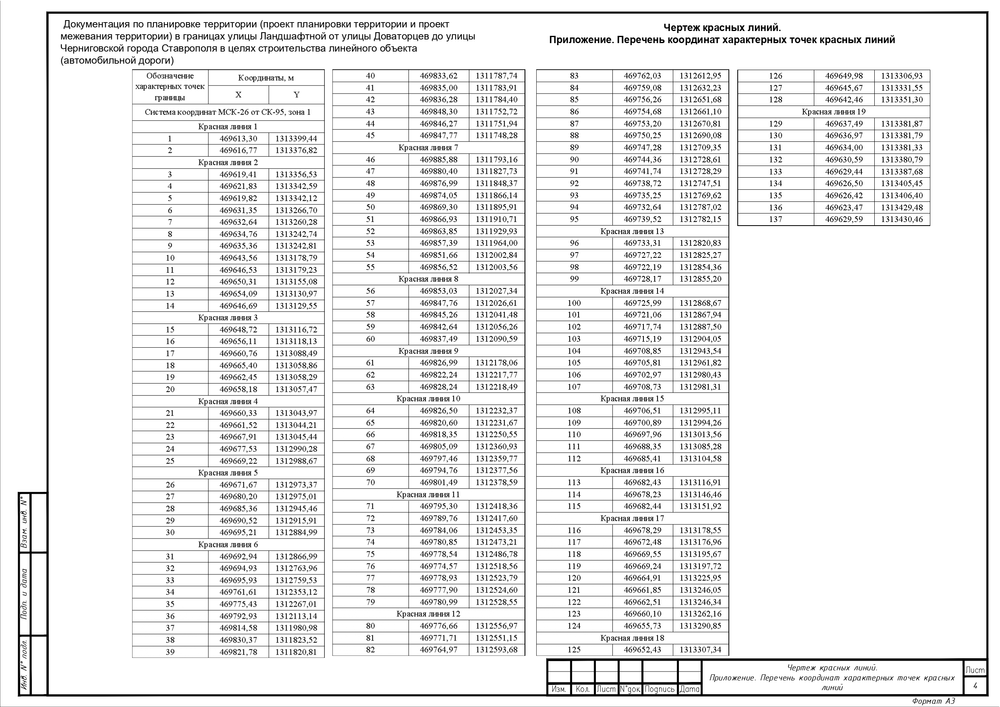 Документация по планировке территории (проект планировки территории и проект
межевания территории) в границах улицы Ландшафтной от улицы Доваторцев до улицы
Черниговской города Ставрополя в целях строительства линейного объекта
(автомобильной дороги)
Чертеж красных линий.
Приложение. Перечень координат характерных точек красных линий
Обозначение характерных точек границы Координаты, м
X Y
Система координат МСК-26 от СК-95, зона 1
Красная линия 1
1 469613,30 1313399,44
2 469616,77 1313376,82
Красная линия 2
3 469619,41 1313356,53
4 469621,83 1313342,59
5 469619,82 1313342,12
6 469631,35 1313266,70
7 469632,64 1313260,28
8 469634,76 1313242,74
9 469635,36 1313242,81
10 469643,56 1313178,79
11 469646,53 1313179,23
12 469650,31 1313155,08
13 469654,09 1313130,97
14 469646,69 1313129,55
Красная линия 3
15 469648,72 1313116,72
16 469656,11 1313118,13
17 469660,76 1313088,49
18 469665,40 1313058,86
19 469662,45 1313058,29
20 469658,18 1313057,47
Красная линия 4
21 469660,33 1313043,97
22 469661,52 1313044,21
23 469667,91 1313045,44
24 469677,53 1312990,28
25 469669,22 1312988,67
Красная линия 5
26 469671,67 1312973,37
27 469680,20 1312975,01
28 469685,36 1312945,46
29 469690,52 1312915,91
30 469695,21 1312884,99
Красная линия 6
31 469692,94 1312866,99
32 469694,93 1312763,96
33 469695,93 1312759,53
34 469761,61 1312353,12
35 469775,43 1312267,01
36 469792,93 1312113,14
37 469814,58 1311980,98
38 469830,37 1311823,52
39 469821,78 1311820,81
40 469833,62 1311787,74
41 469835,00 1311783,91
42 469836,28 1311784,40
43 469848,30 1311752,72
44 469846,27 1311751,94
45 469847,77 1311748,28
Красная линия 7
46 469885,88 1311793,16
47 469880,40 1311827,73
48 469876,99 1311848,37
49 469874,05 1311866,14
50 469869,30 1311895,91
51 469866,93 1311910,71
52 469863,85 1311929,93
53 469857,39 1311964,00
54 469851,66 1312002,84
55 469856,52 1312003,56
Красная линия 8
56 469853,03 1312027,34
57 469847,76 1312026,61
58 469845,26 1312041,48
59 469842,64 1312056,26
60 469837,49 1312090,59
Красная линия 9
61 469826,99 1312178,06
62 469822,24 1312217,77
63 469828,24 1312218,49
Красная линия 10
64 469826,50 1312232,37
65 469820,60 1312231,67
66 469818,35 1312250,55
67 469805,09 1312360,93
68 469797,46 1312359,77
69 469794,76 1312377,56
70 469801,49 1312378,59
Красная линия 11
71 469795,30 1312418,36
72 469789,76 1312417,60
73 469784,06 1312453,35
74 469780,85 1312473,21
75 469778,54 1312486,78
76 469774,57 1312518,56
77 469778,93 1312523,79
78 469777,90 1312524,60
79 469780,99 1312528,55
Красная линия 12
80 469776,66 1312556,97
81 469771,71 1312551,15
82 469764,97 1312593,68
83 469762,03 1312612,95
84 469759,08 1312632,23
85 469756,26 1312651,68
86 469754,68 1312661,10
87 469753,20 1312670,81
88 469750,25 1312690,08
89 469747,28 1312709,35
90 469744,36 1312728,61
91 469741,74 1312728,29
92 469738,72 1312747,51
93 469735,25 1312769,62
94 469732,64 1312787,02
95 469739,52 1312782,15
Красная линия 13
96 469733,31 1312820,83
97 469727,22 1312825,27
98 469722,19 1312854,36
99 469728,17 1312855,20
Красная линия 14
100 469725,99 1312868,67
101 469721,06 1312867,94
102 469717,74 1312887,50
103 469715,19 1312904,05
104 469708,85 1312943,54
105 469705,81 1312961,82
106 469702,97 1312980,43
107 469708,73 1312981,31
Красная линия 15
108 469706,51 1312995,11
109 469700,89 1312994,26
110 469697,96 1313013,56
111 469688,35 1313085,28
112 469685,41 1313104,58
Красная линия 16
113 469682,43 1313116,91
114 469678,23 1313146,46
115 469682,44 1313151,92
Красная линия 17
116 469678,29 1313178,55
117 469672,48 1313176,96
118 469669,55 1313195,67
119 469669,24 1313197,72
120 469664,91 1313225,95
121 469661,85 1313246,05
122 469662,51 1313246,34
123 469660,10 1313262,16
124 469655,73 1313290,85
Красная линия 18
125 469652,43 1313307,34
126 469649,98 1313306,93
127 469645,67 1313331,55
128 469642,46 1313351,30
Красная линия 19
129 469637,49 1313381,87
130 469636,97 1313381,79
131 469634,00 1313381,33
132 469630,59 1313380,79
133 469629,44 1313387,68
134 469626,50 1313405,45
135 469626,42 1313406,40
136 469623,47 1313429,48
137 469629,59 1313430,46
Взам. инв. N°
Подп. и дата
Инв. N° подл.
Изм. Кол. Лист N°док. Подпись Дата
Чертеж красных линий.
Приложение. Перечень координат характерных точек красных
линий
Лист
4
Формат А3